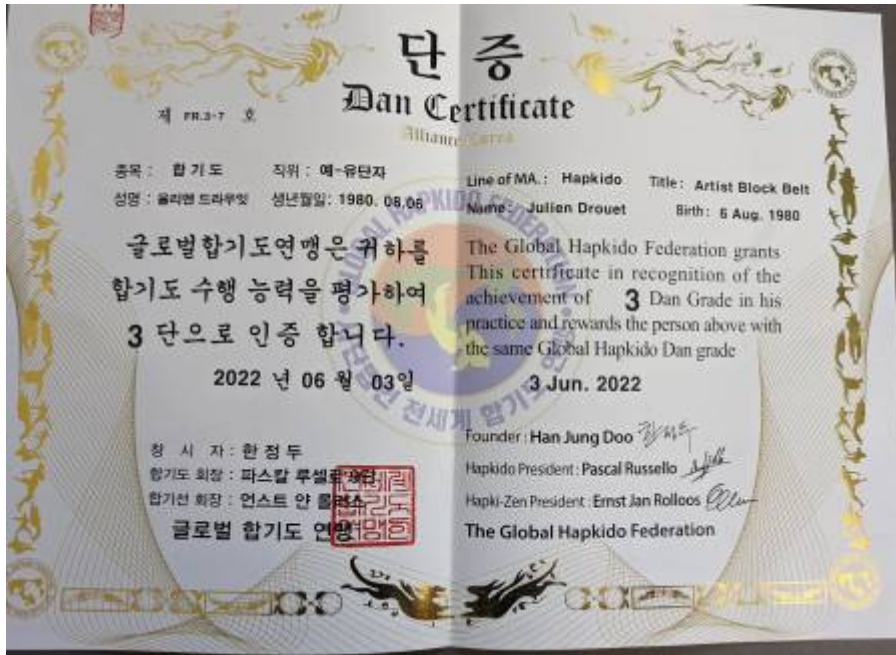 단 증
Dan Certificate
제 FR.3-7 호
종목 : 합기도 직위 : 예-유단자
성명 : 율리엔 드라우잇 생년월일: 1980. 08.06
글로벌합기도연맹은 귀하를
합기도 수행 능력을 평가하여
3 단으로 인증 합니다.
2022 년 06 월 03일
창 시 자 : 한 정 두
합기도 회장 : 파스칼 루셀로
합기선 회장 : 언스트 얀 롤러스
글로벌 합기도 연맹
Line of MA.: Hapkido Title: Artist Block Belt
Name: Julien Drouet Birth: 6 Aug. 1980
The Global Hapkido Federation grants
This certificate in recognition of the
achievement of 3 Dan Grade in his
practice and rewards the person above with
the same Global Hapkido Dan grade
3 Jun. 2022
Founder: Han Jung Doo
Hapkido President: Pascal Russello
Hapki-Zen President: Ernst Jan Rolloos
The Global Hapkido Federation